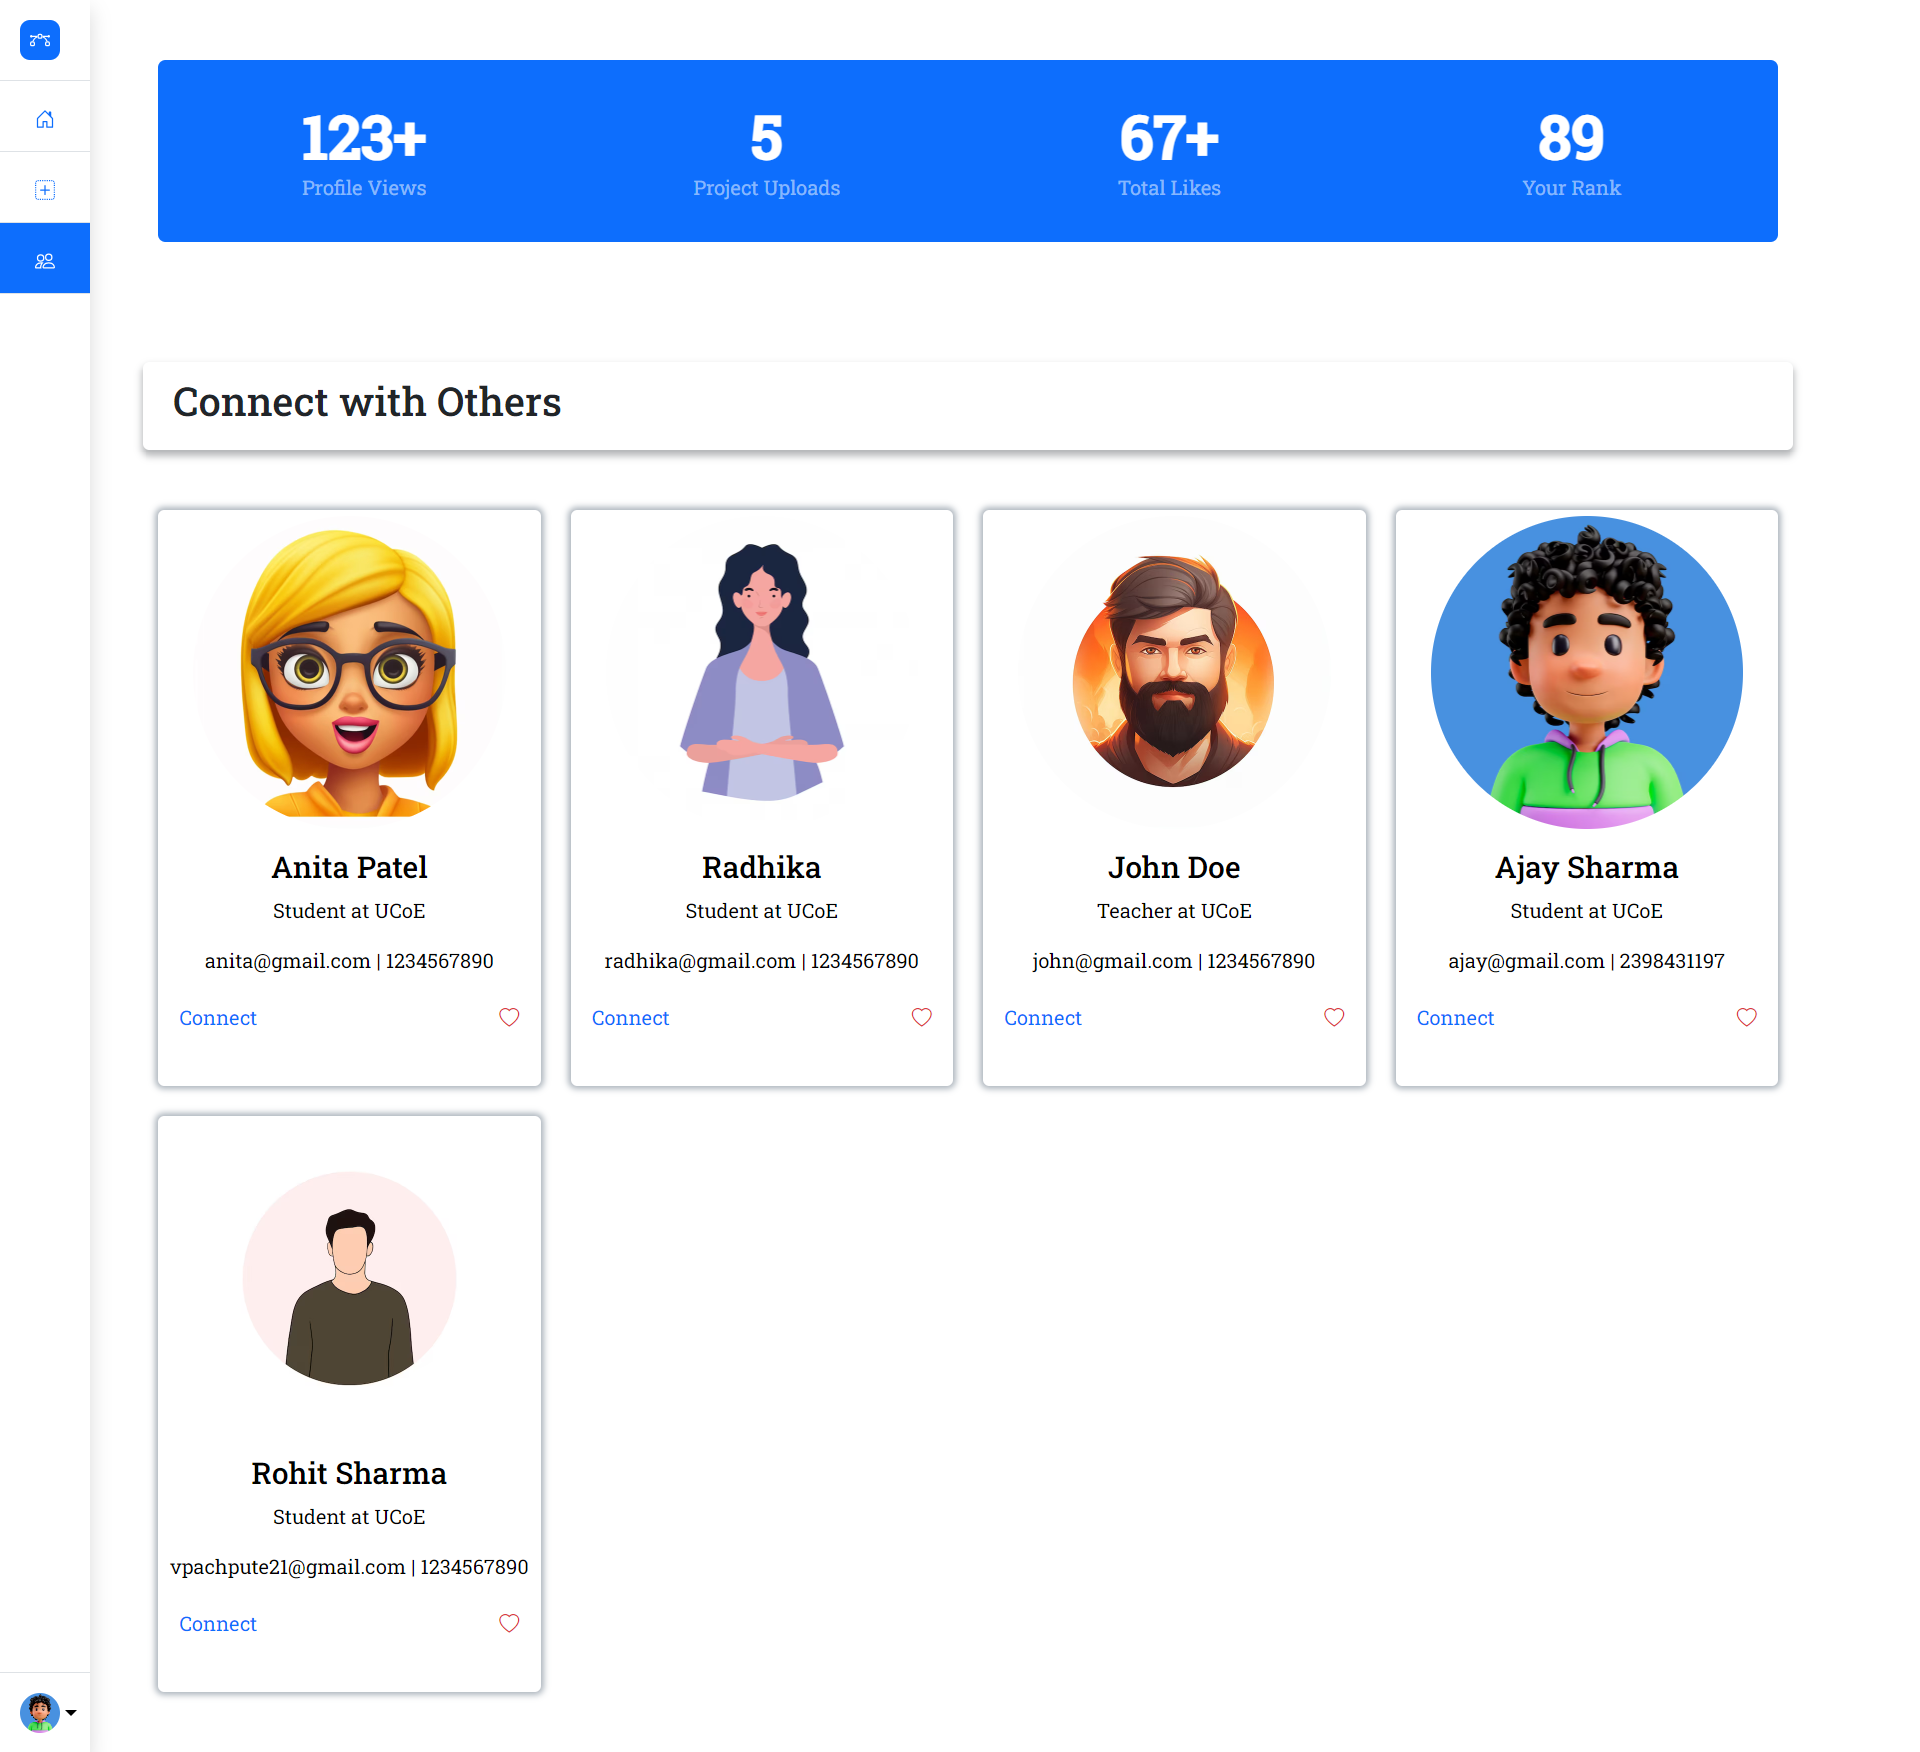 123+
Profile Views
5
Project Uploads
67+
Total Likes
89
Your Rank
Connect with Others
Anita Patel
Student at UCoE
anita@gmail.com | 1234567890
Connect
Radhika
Student at UCoE
radhika@gmail.com | 1234567890
Connect
John Doe
Teacher at UCoE
john@gmail.com | 1234567890
Connect
Ajay Sharma
Student at UCoE
ajay@gmail.com | 2398431197
Connect
Rohit Sharma
Student at UCoE
vpachpute21@gmail.com | 1234567890
Connect